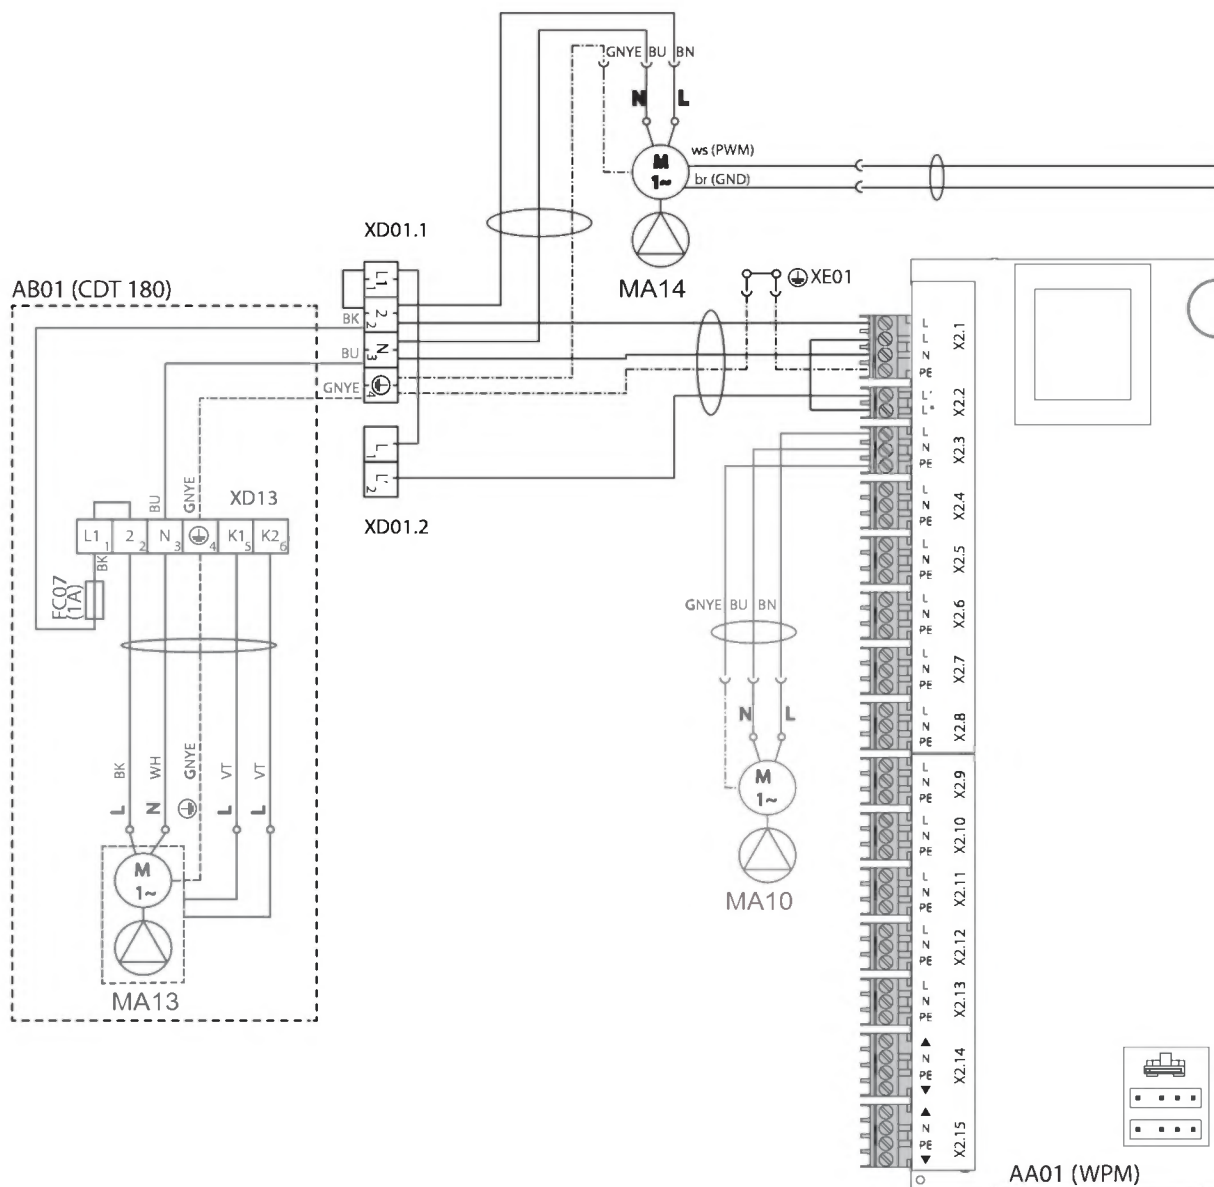 GNYE BU BN
N L
M
1~
ws (PWM)
br (GND)
MA14
XD01.1
L1 1
2 2
N 3
4
BK
BU
GNYE
L 1
L' 2
XD01.2
XE01
AB01 (CDT 180)
BU
GNYE
XD13
L1 1 2 2 N 3 4 K1 5 K2 6
BK
FC07
(1A)
BK WH GNYE VT VT
L N L L
M
1~
MA13
GNYE BU BN
N L
M
1~
MA10
L
L
N
PE
X2.1
L'
L*
X2.2
L
N
PE
X2.3
L
N
PE
X2.4
L
N
PE
X2.5
L
N
PE
X2.6
L
N
PE
X2.7
L
N
PE
X2.8
L
N
PE
X2.9
L
N
PE
X2.10
L
N
PE
X2.11
L
N
PE
X2.12
L
N
PE
X2.13
▲
N
PE
▼
X2.14
▲
N
PE
▼
X2.15
AA01 (WPM)